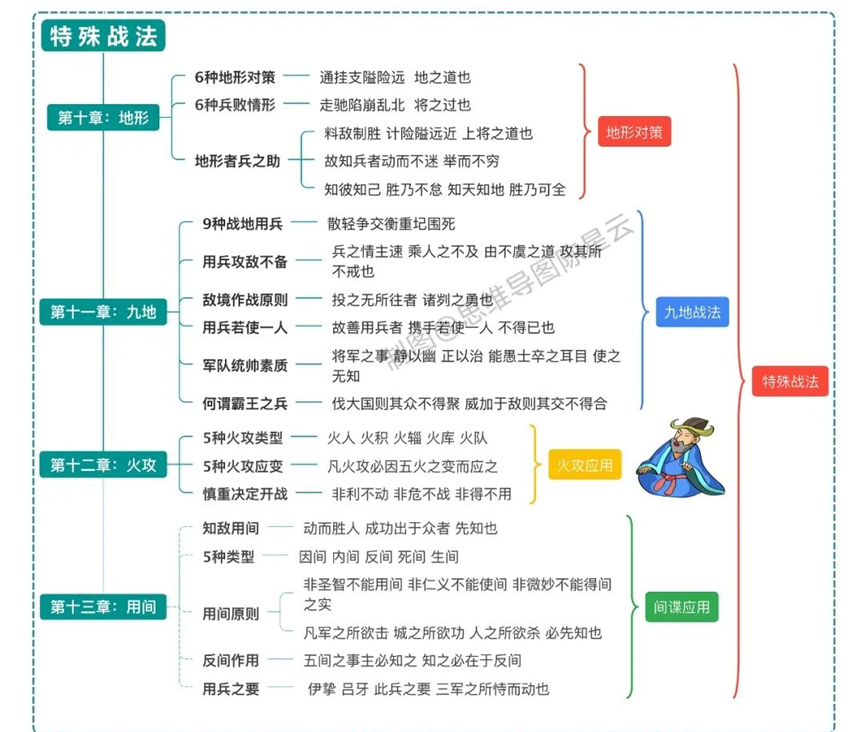 特殊战法
第十章：地形
6种地形对策
通挂支隘险远 地之道也
6种兵败情形
走驰陷崩乱北 将之过也
地形者兵之助
料敌制胜 计险隘远近 上将之道也
故知兵者动而不迷 举而不穷
知彼知己 胜乃不怠 知天知地 胜乃可全
地形对策
第十一章：九地
9种战地用兵
散轻争交衢重圮围死
用兵攻敌不备
兵之情主速 乘人之不及 由不虞之道 攻其所
不戒也
敌境作战原则
投之无所往者 诸刿之勇也
用兵若使一人
故善用兵者 携手若使一人 不得已也
军队统帅素质
将军之事 静以幽 正以治 能愚士卒之耳目 使之
无知
何谓霸王之兵
伐大国则其众不得聚 威加于敌则其交不得合
九地战法
特殊战法
第十二章：火攻
5种火攻类型
火人 火积 火辎 火库 火队
5种火攻应变
凡火攻必因五火之变而应之
慎重决定开战
非利不动 非危不战 非得不用
火攻应用
第十三章：用间
知敌用间
动而胜人 成功出于众者 先知也
5种类型
因间 内间 反间 死间 生间
用间原则
非圣智不能用间 非仁义不能使间 非微妙不能得间
之实
凡军之所欲击 城之所欲功 人之所欲杀 必先知也
反间作用
五间之事主必知之 知之必在于反间
用兵之要
伊挚 吕牙 此兵之要 三军之所恃而动也
间谍应用
制图@思维导图陈星云